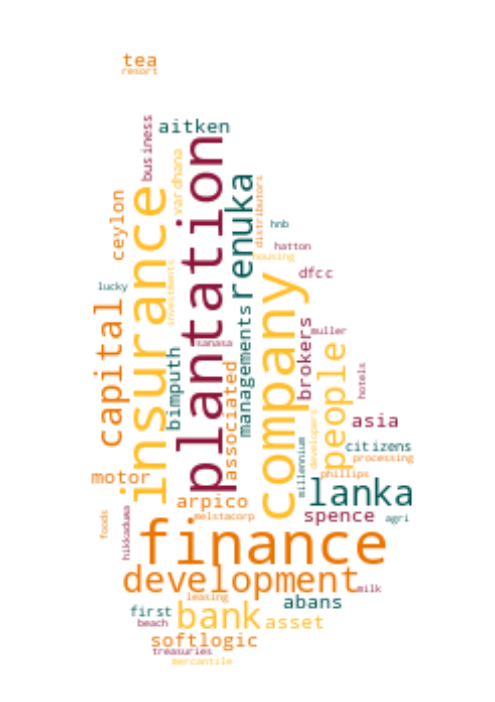 tea
resort
business
aitken
vardhana
plantation
insurance
renuka
distributors
ceylon
hnb
hatton
housing
dfcc
investments
lucky
company
capital
managements
brokers
muller
sanasa
bimputh
people
associated
hotels
developers
asia
millennium
citizens
processing
phillips
motor
lanka
arpico
foods
hikkaduwa
melstacorp
spence
agri
finance
development
milk
leasing
abans
first
bank
beach
asset
softlogic
treasuries
mercantile